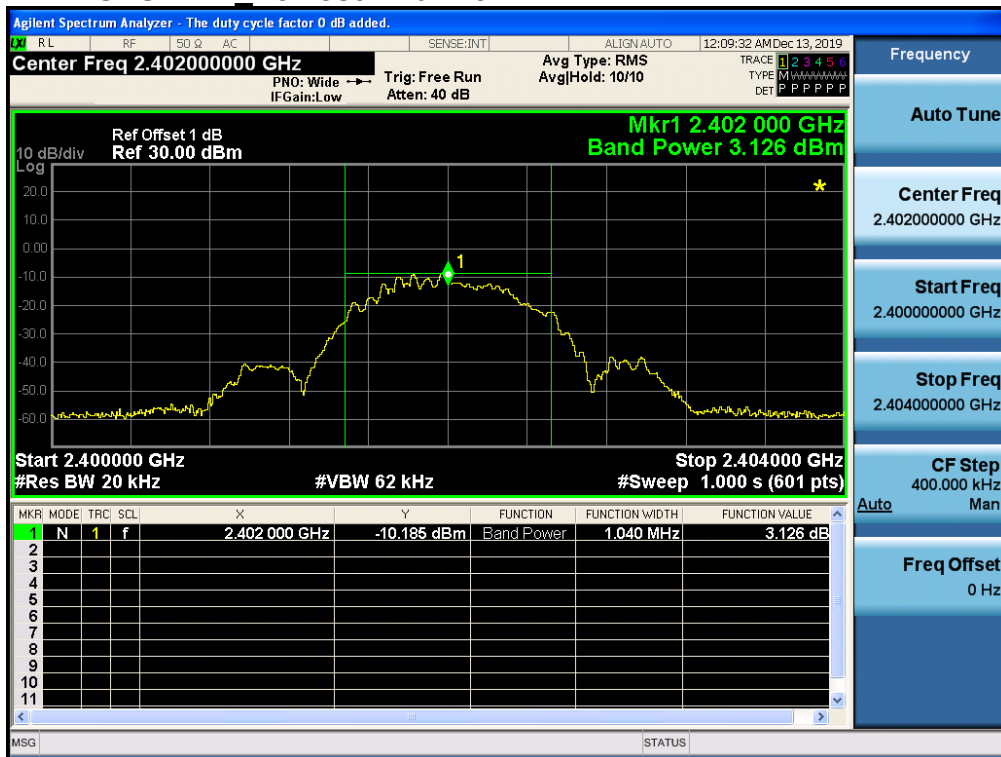 Agilent Spectrum Analyzer - The duty cycle factor 0 dB added.
LXI RL RF 50 Ω AC SENSE:INT ALIGNAUTO 12:09:32 AM Dec 13, 2019
Center Freq 2.402000000 GHz
PNO: Wide
IFGain:Low
Trig: Free Run
Atten: 40 dB
Avg Type: RMS
Avg|Hold: 10/10
TRACE 1 2 3 4 5 6
TYPE M
DET P P P P P P
Frequency
Ref Offset 1 dB
10 dB/div Ref 30.00 dBm
Log
Mkr1 2.402 000 GHz
Band Power 3.126 dBm
20.0
10.0
0.00
-10.0
-20.0
-30.0
-40.0
-50.0
-60.0
1
*
Start 2.400000 GHz Stop 2.404000 GHz
#Res BW 20 kHz #VBW 62 kHz #Sweep 1.000 s (601 pts)
MKR MODE TRC SCL X Y FUNCTION FUNCTION WIDTH FUNCTION VALUE
1 N 1 f 2.402 000 GHz -10.185 dBm Band Power 1.040 MHz 3.126 dB
2
3
4
5
6
7
8
9
10
11
MSG STATUS
Auto Tune
Center Freq
2.402000000 GHz
Start Freq
2.400000000 GHz
Stop Freq
2.404000000 GHz
CF Step
400.000 kHz
Auto Man
Freq Offset
0 Hz